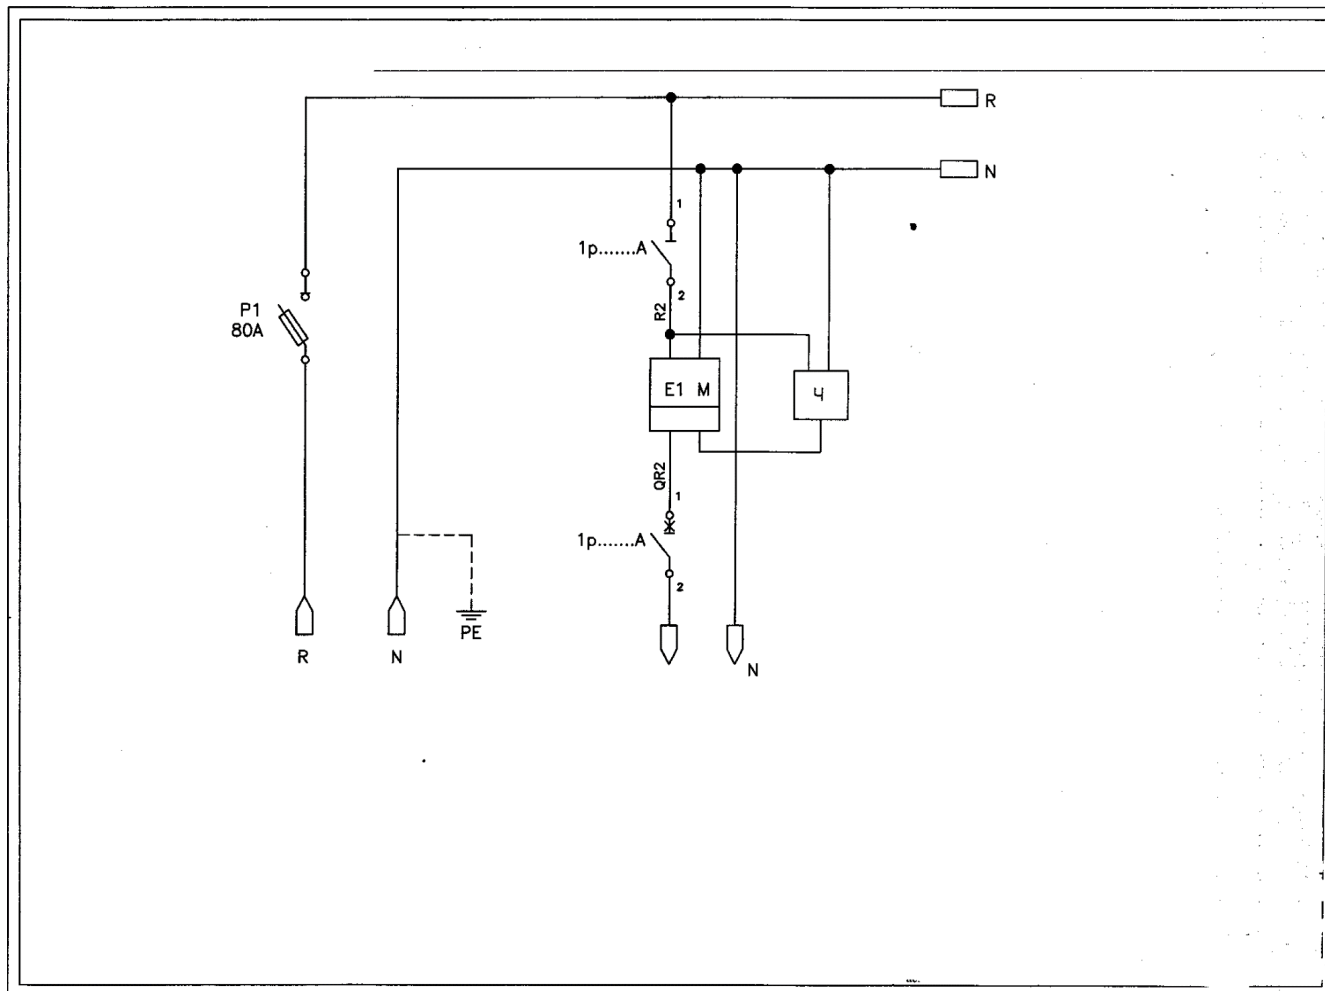 R
N
1
1p.......A
2
R2
P1
80A
E1 M
Ч
QR2
1
1p.......A
2
PE
R
N
N